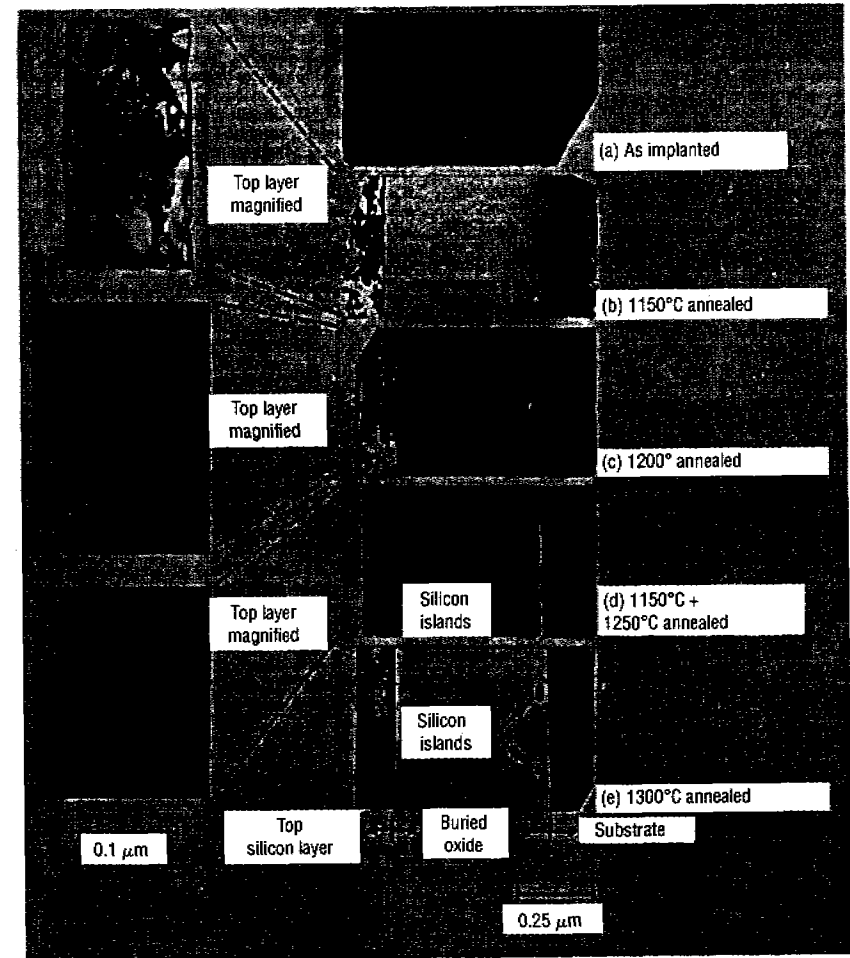 (a) As implanted
Top layer
magnified
(b) 1150°C annealed
Top layer
magnified
(c) 1200° annealed
Top layer
magnified
Silicon
islands
(d) 1150°C +
1250°C annealed
Silicon
islands
(e) 1300°C annealed
0.1 μm
Top
silicon layer
Buried
oxide
Substrate
0.25 μm